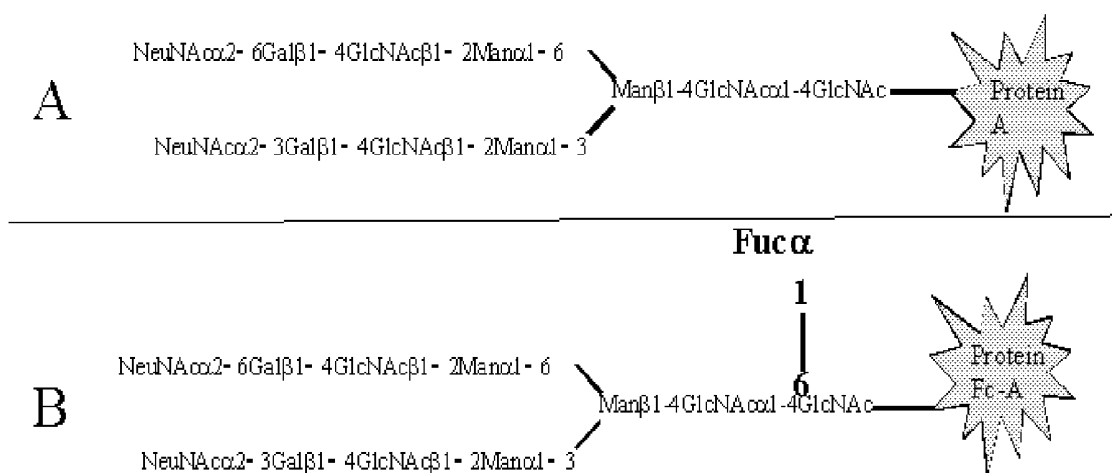 NeuNAcα2- 6Galβ1- 4GlcNAcβ1- 2Manα1- 6
A
Manβ1-4GlcNAcα1-4GlcNAc
Protein
A
NeuNAcα2- 3Galβ1- 4GlcNAcβ1- 2Manα1- 3
Fucα
1
6
NeuNAcα2- 6Galβ1- 4GlcNAcβ1- 2Manα1- 6
B
Manβ1-4GlcNAcα1-4GlcNAc
Protein
Fc-A
NeuNAcα2- 3Galβ1- 4GlcNAcβ1- 2Manα1- 3